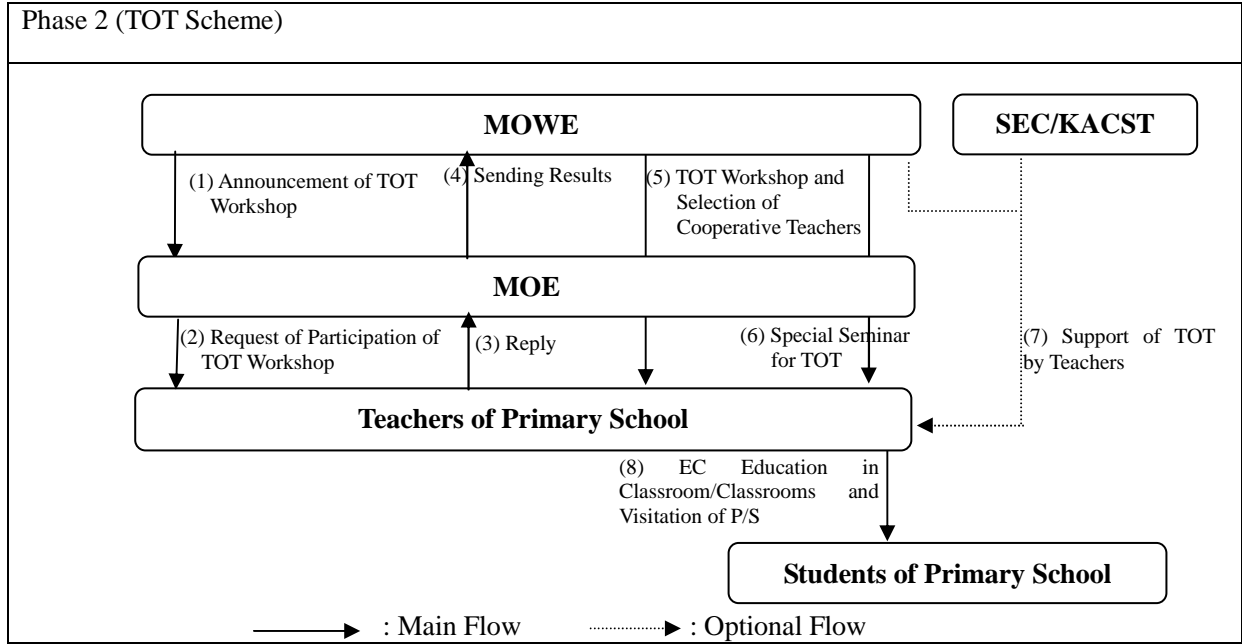 Phase 2 (TOT Scheme)
MOWE
SEC/KACST
(1) Announcement of TOT
Workshop
(4) Sending Results
(5) TOT Workshop and
Selection of
Cooperative Teachers
MOE
(2) Request of Participation of
TOT Workshop
(3) Reply
(6) Special Seminar
for TOT
(7) Support of TOT
by Teachers
Teachers of Primary School
(8) EC Education in
Classroom/Classrooms and
Visitation of P/S
Students of Primary School
: Main Flow
: Optional Flow